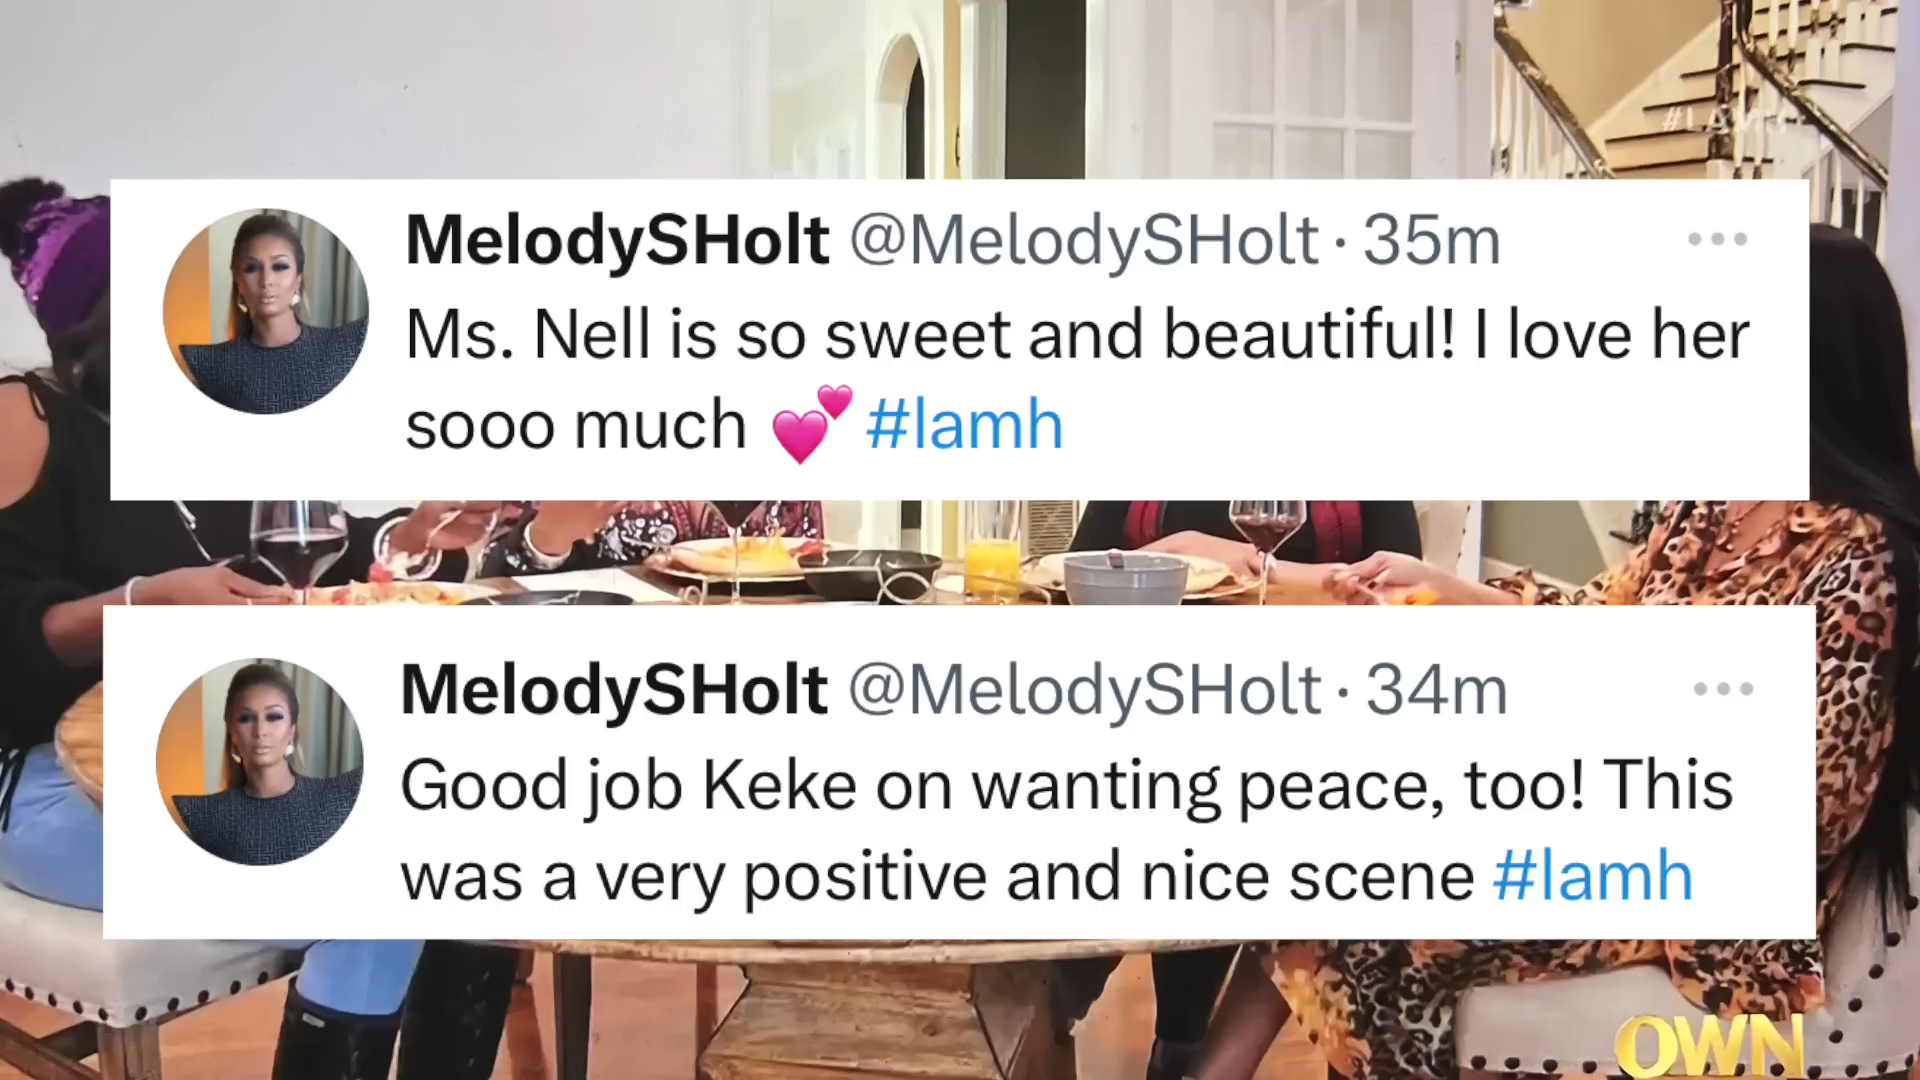 #LAMH
MelodySHolt @MelodySHolt · 35m
Ms. Nell is so sweet and beautiful! I love her
sooo much 💕 #lamh
MelodySHolt @MelodySHolt · 34m
Good job Keke on wanting peace, too! This
was a very positive and nice scene #lamh
OWN